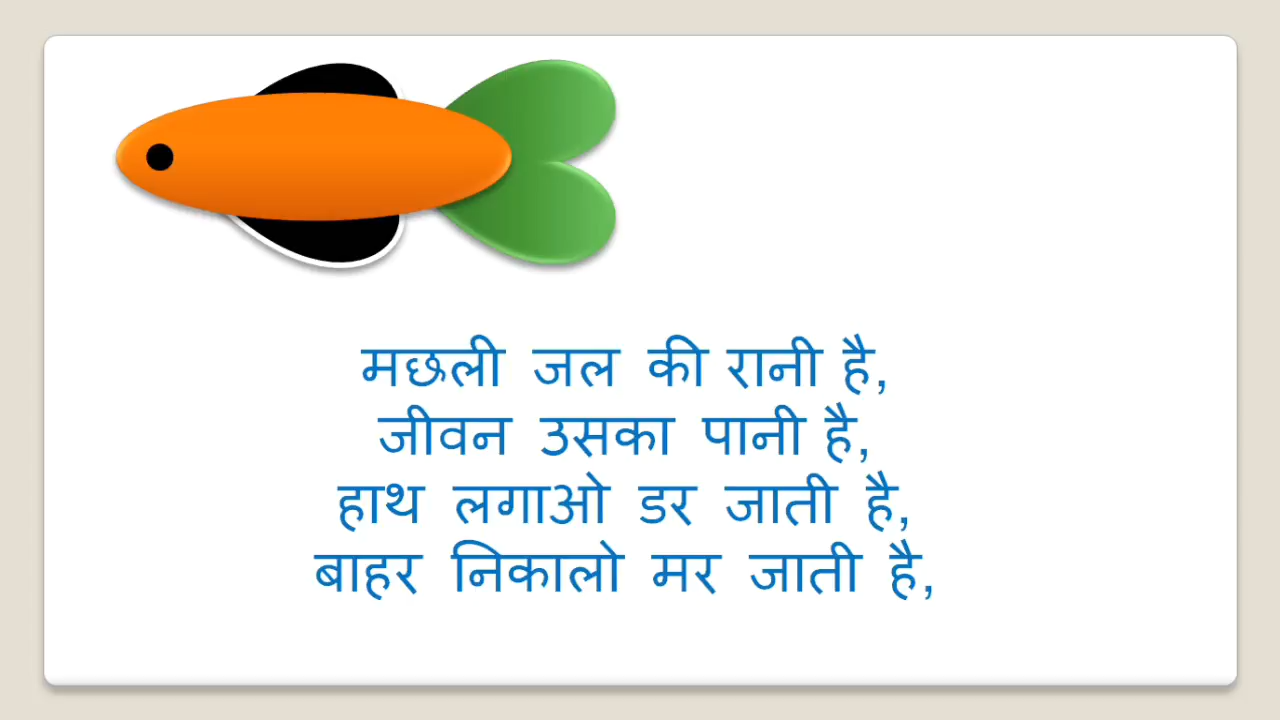 मछली जल की रानी है,
जीवन उसका पानी है,
हाथ लगाओ डर जाती है,
बाहर निकालो मर जाती है,